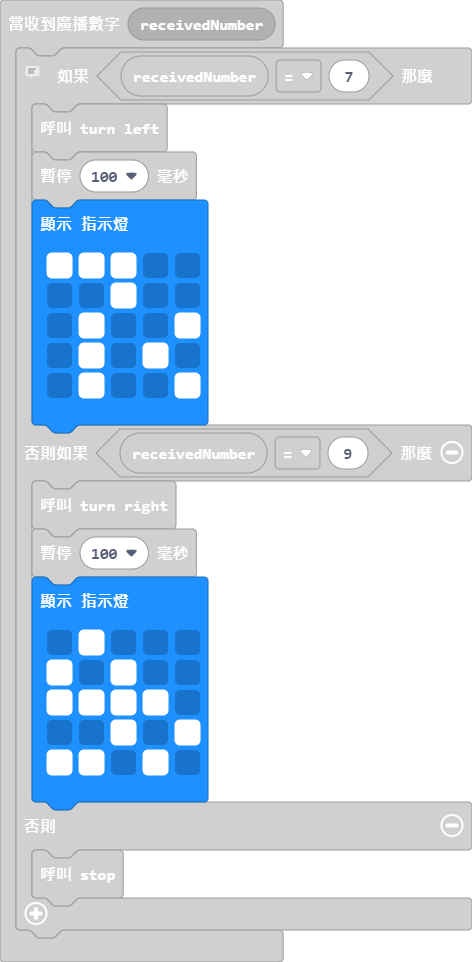 當收到廣播數字 receivedNumber
如果 receivedNumber = 7 那麼
呼叫 turn left
暫停 100 毫秒
顯示 指示燈
否則如果 receivedNumber = 9 那麼
呼叫 turn right
暫停 100 毫秒
顯示 指示燈
否則
呼叫 stop